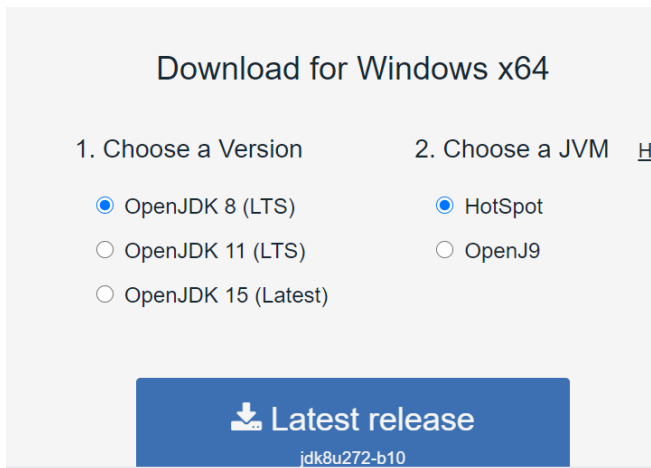 Download for Windows x64
1. Choose a Version
2. Choose a JVM
H
OpenJDK 8 (LTS)
HotSpot
OpenJDK 11 (LTS)
OpenJ9
OpenJDK 15 (Latest)
Latest release
jdk8u272-b10